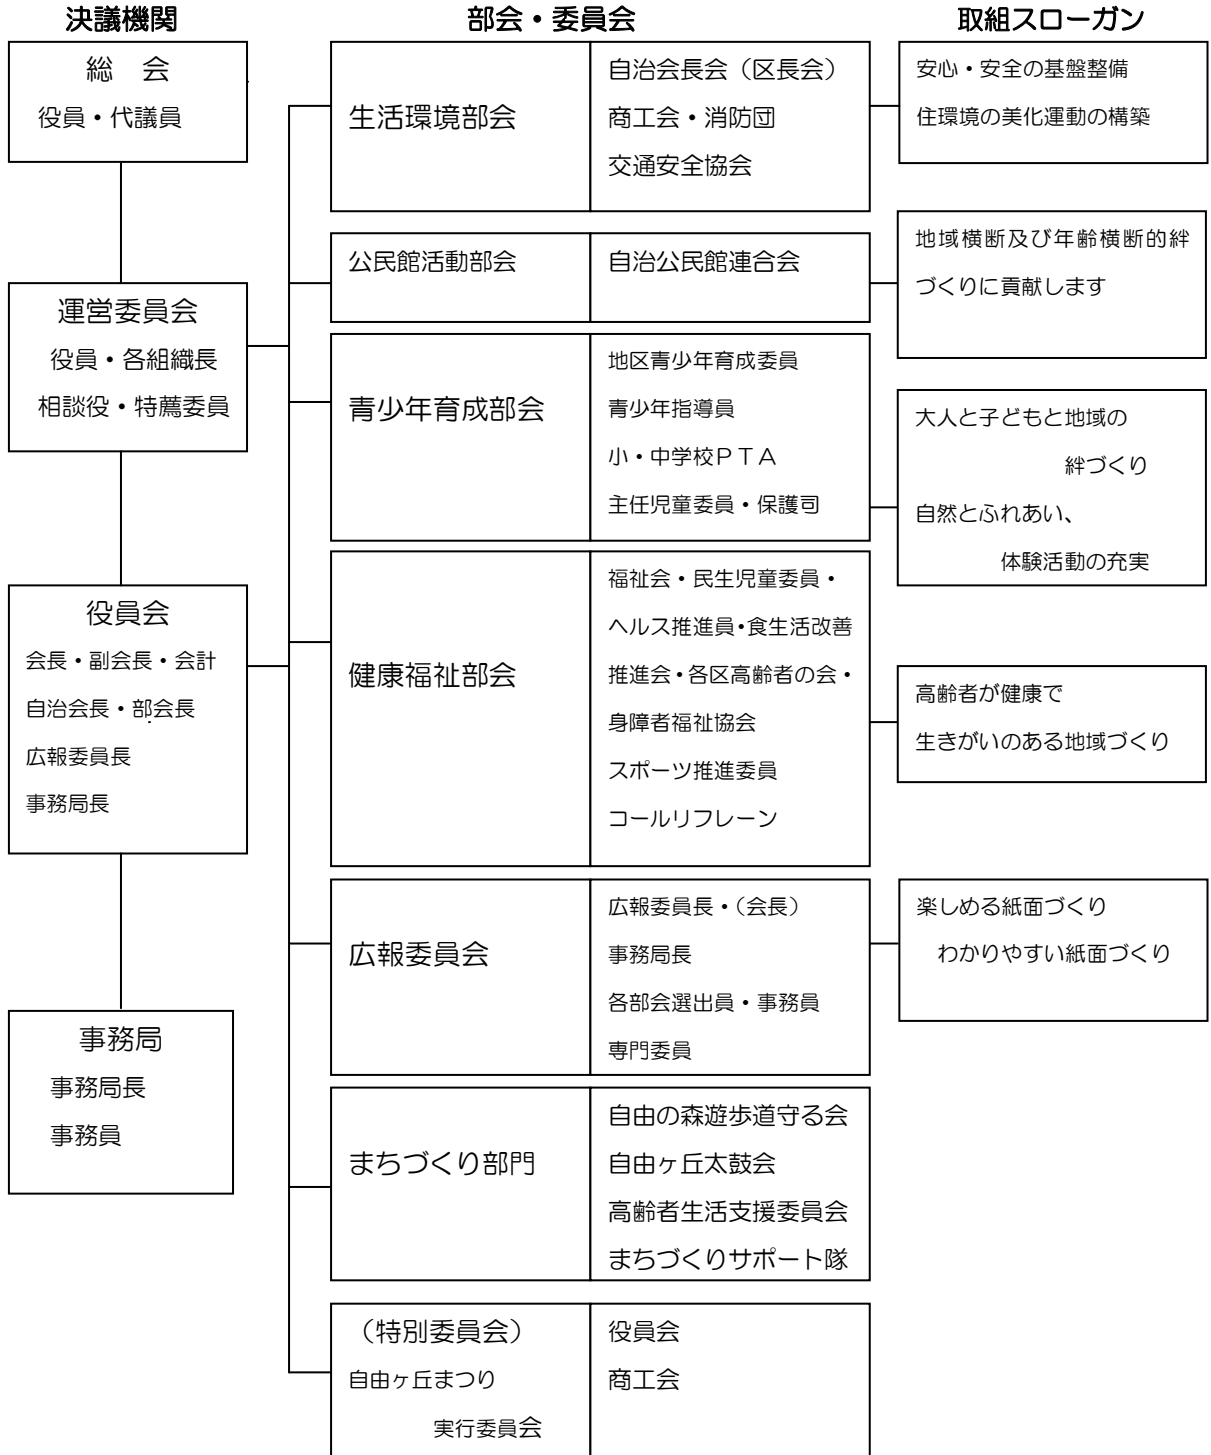 決議機関
総　会
役員・代議員
運営委員会
役員・各組織長
相談役・特薦委員
役員会
会長・副会長・会計
自治会長・部会長
広報委員長
事務局長
事務局
事務局長
事務員
部会・委員会
生活環境部会
自治会長会（区長会）
商工会・消防団
交通安全協会
公民館活動部会
自治公民館連合会
青少年育成部会
地区青少年育成委員
青少年指導員
小・中学校ＰＴＡ
主任児童委員・保護司
健康福祉部会
福祉会・民生児童委員・
ヘルス推進員・食生活改善
推進会・各区高齢者の会・
身障者福祉協会
スポーツ推進委員
コールリフレーン
広報委員会
広報委員長・（会長）
事務局長
各部会選出員・事務員
専門委員
まちづくり部門
自由の森遊歩道守る会
自由ヶ丘太鼓会
高齢者生活支援委員会
まちづくりサポート隊
（特別委員会）
自由ヶ丘まつり
実行委員会
役員会
商工会
取組スローガン
安心・安全の基盤整備
住環境の美化運動の構築
地域横断及び年齢横断的絆
づくりに貢献します
大人と子どもと地域の
絆づくり
自然とふれあい、
体験活動の充実
高齢者が健康で
生きがいのある地域づくり
楽しめる紙面づくり
わかりやすい紙面づくり